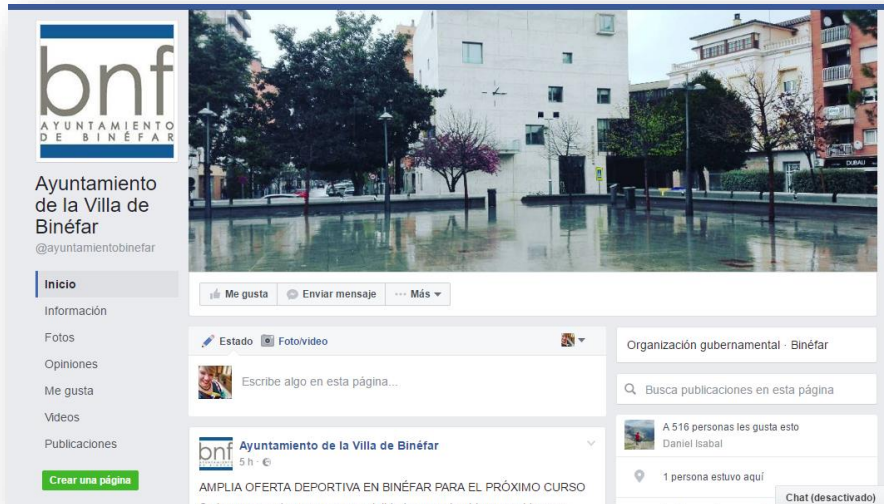 bnf
AYUNTAMIENTO
DE BINÉFAR
Ayuntamiento
de la Villa de
Binéfar
@ayuntamientobinefar
Inicio
Información
Fotos
Opiniones
Me gusta
Videos
Publicaciones
Crear una página
DUBAU
Me gusta
Enviar mensaje
Más
Estado
Foto/video
Escribe algo en esta página...
bnf
Ayuntamiento de la Villa de Binéfar
5 h
AMPLIA OFERTA DEPORTIVA EN BINÉFAR PARA EL PRÓXIMO CURSO
Organización gubernamental · Binéfar
Busca publicaciones en esta página
A 516 personas les gusta esto
Daniel Isabal
1 persona estuvo aquí
Chat (desactivado)